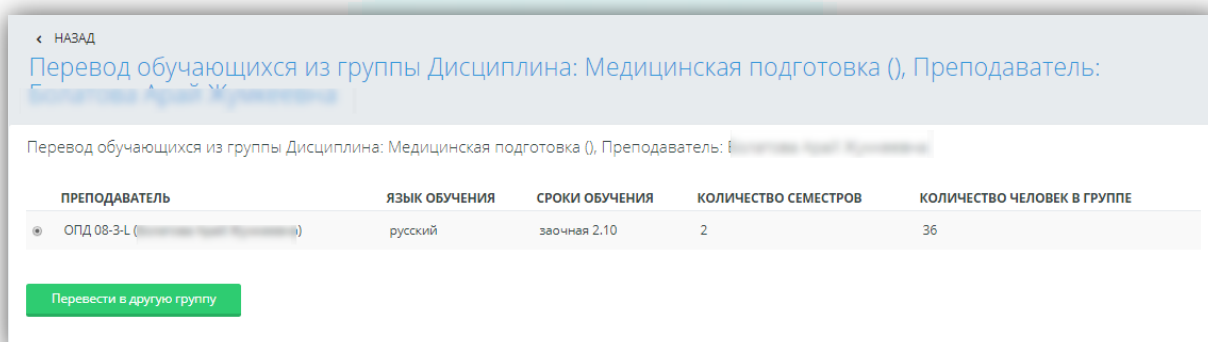 ‹ НАЗАД
Перевод обучающихся из группы Дисциплина: Медицинская подготовка (), Преподаватель:
Перевод обучающихся из группы Дисциплина: Медицинская подготовка (), Преподаватель:
ПРЕПОДАВАТЕЛЬ ЯЗЫК ОБУЧЕНИЯ СРОКИ ОБУЧЕНИЯ КОЛИЧЕСТВО СЕМЕСТРОВ КОЛИЧЕСТВО ЧЕЛОВЕК В ГРУППЕ
ОПД 08-3-L ( ) русский заочная 2.10 2 36
Перевести в другую группу